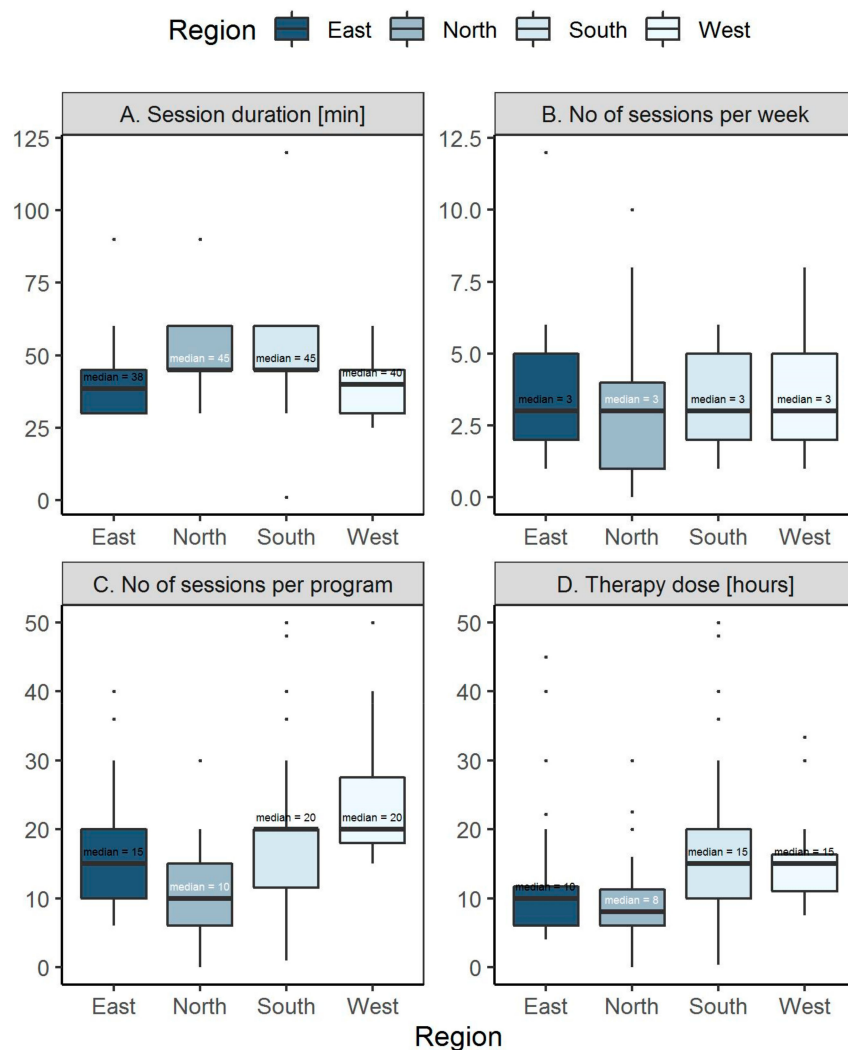 Region East North South West
A. Session duration [min]
125
100
75
50
25
0
median = 38
median = 45
median = 45
median = 40
East North South West
B. No of sessions per week
12.5
10.0
7.5
5.0
2.5
0.0
median = 3
median = 3
median = 3
median = 3
East North South West
C. No of sessions per program
50
40
30
20
10
0
median = 15
median = 10
median = 20
median = 20
East North South West
D. Therapy dose [hours]
50
40
30
20
10
0
median = 10
median = 8
median = 15
median = 15
East North South West
Region